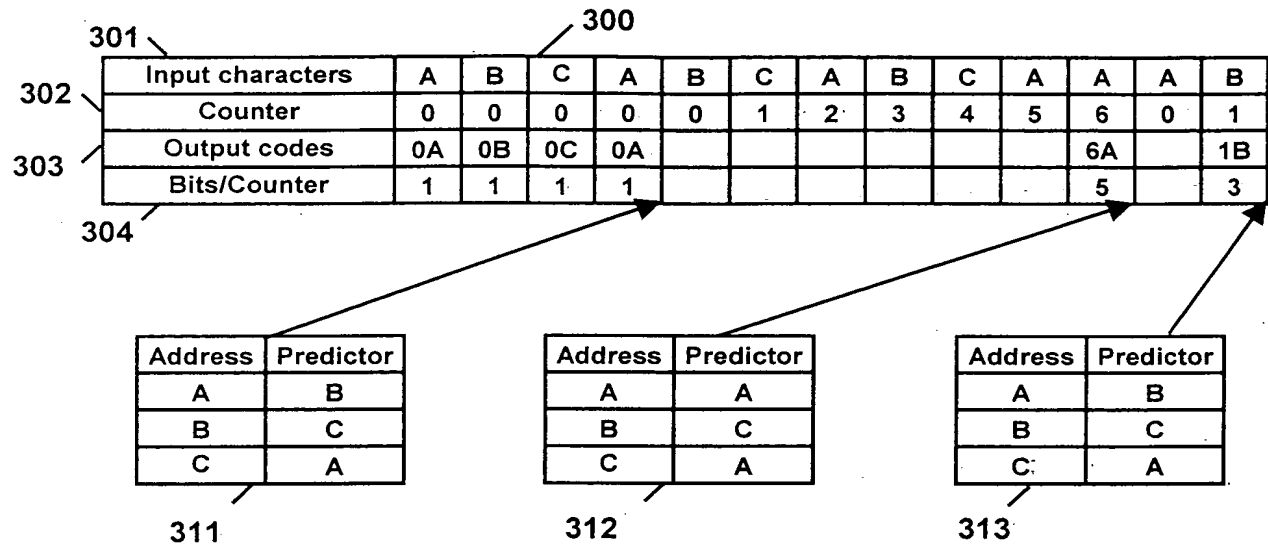 300
301
Input characters A B C A B C A B C A A A B
302
Counter 0 0 0 0 0 1 2 3 4 5 6 0 1
303
Output codes 0A 0B 0C 0A 6A 1B
Bits/Counter 1 1 1 1 5 3
304
Address Predictor
A B
B C
C A
311
Address Predictor
A A
B C
C A
312
Address Predictor
A B
B C
C A
313